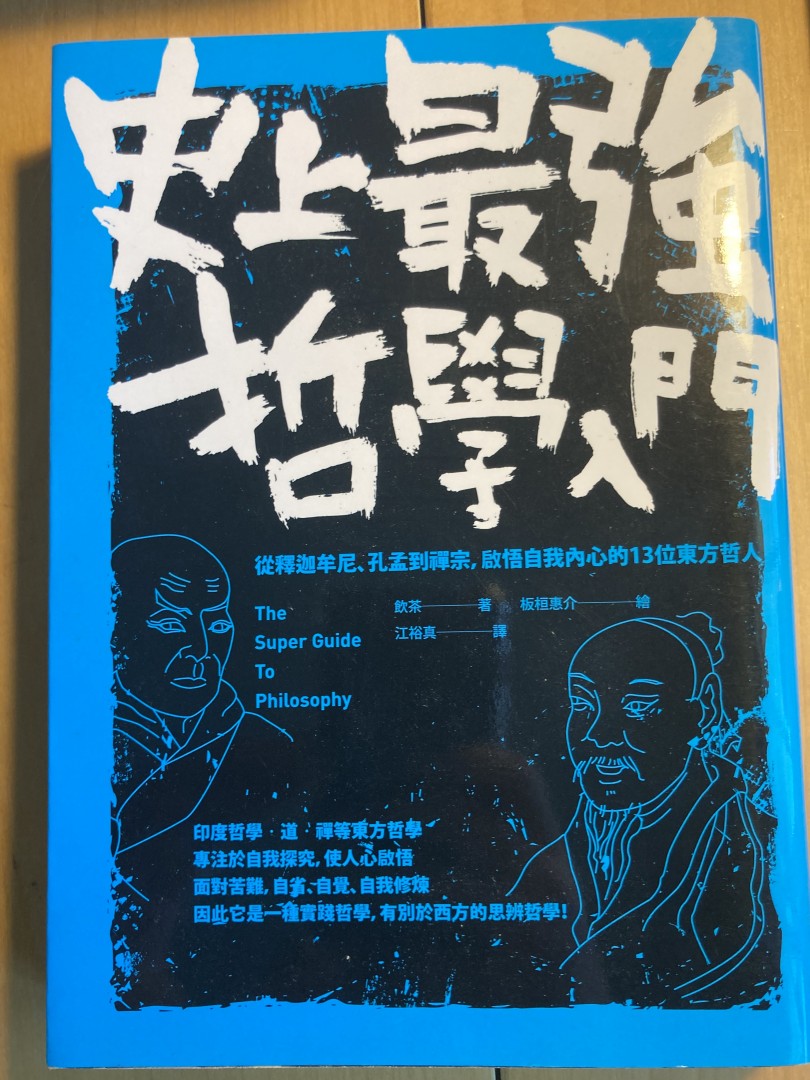 史上最強
哲學入門
從釋迦牟尼、孔孟到禪宗,啟悟自我內心的13位東方哲人
The
Super Guide
To
Philosophy
飲茶————著 板桓惠介————繪
江裕真————譯
印度哲學・道・禪等東方哲學
專注於自我探究,使人心啟悟
面對苦難,自省、自覺、自我修煉
因此它是一種實踐哲學,有別於西方的思辨哲學!